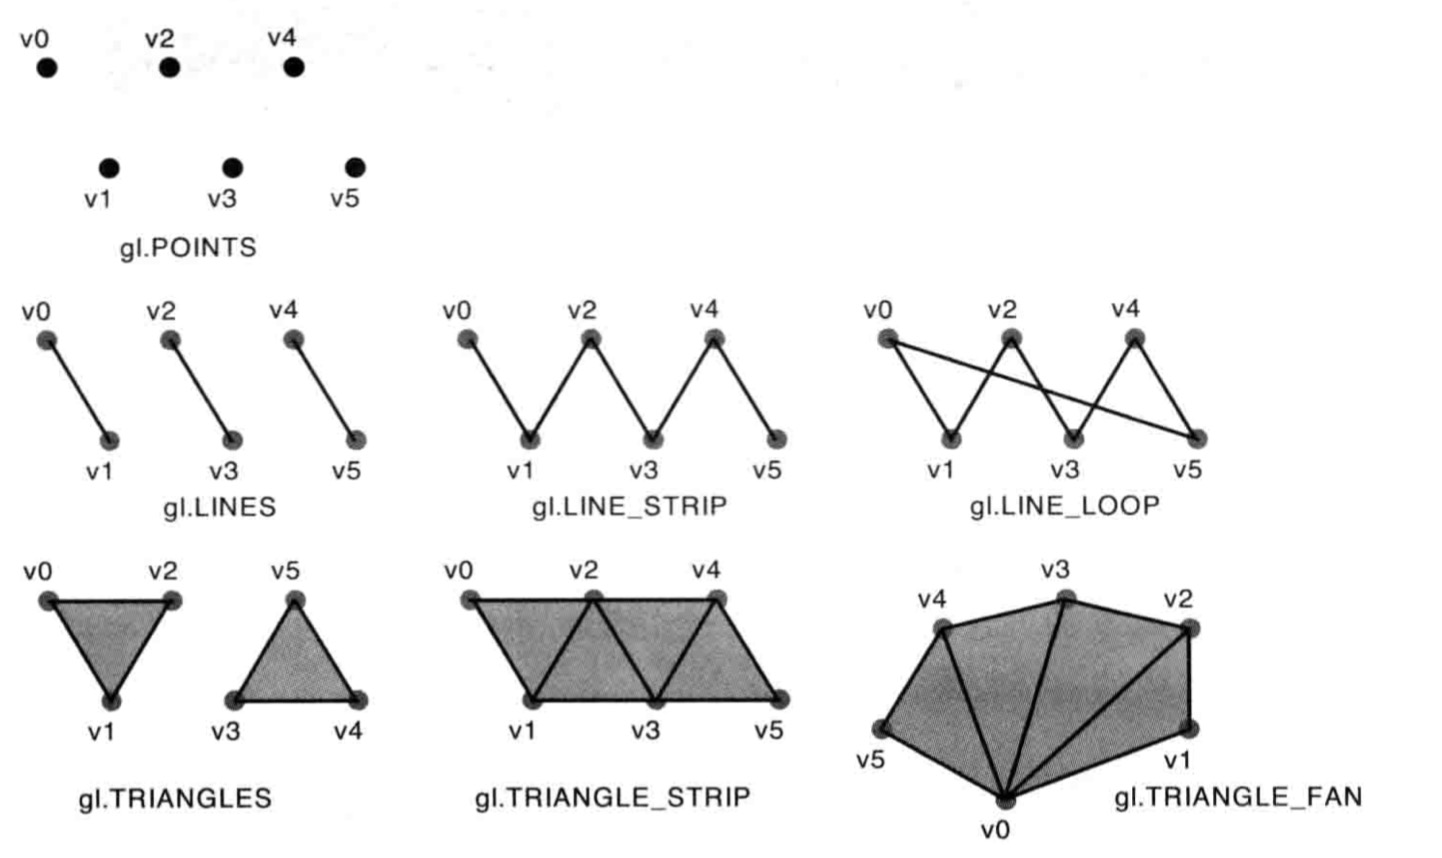 v0 v2 v4
v1 v3 v5
gl.POINTS
v0 v2 v4 v0 v2 v4 v0 v2 v4
v1 v3 v5 v1 v3 v5 v1 v3 v5
gl.LINES gl.LINE_STRIP gl.LINE_LOOP
v0 v2 v5 v0 v2 v4 v3
v4 v2
v1 v3 v4 v1 v3 v5
v5 v1
gl.TRIANGLES gl.TRIANGLE_STRIP gl.TRIANGLE_FAN
v0